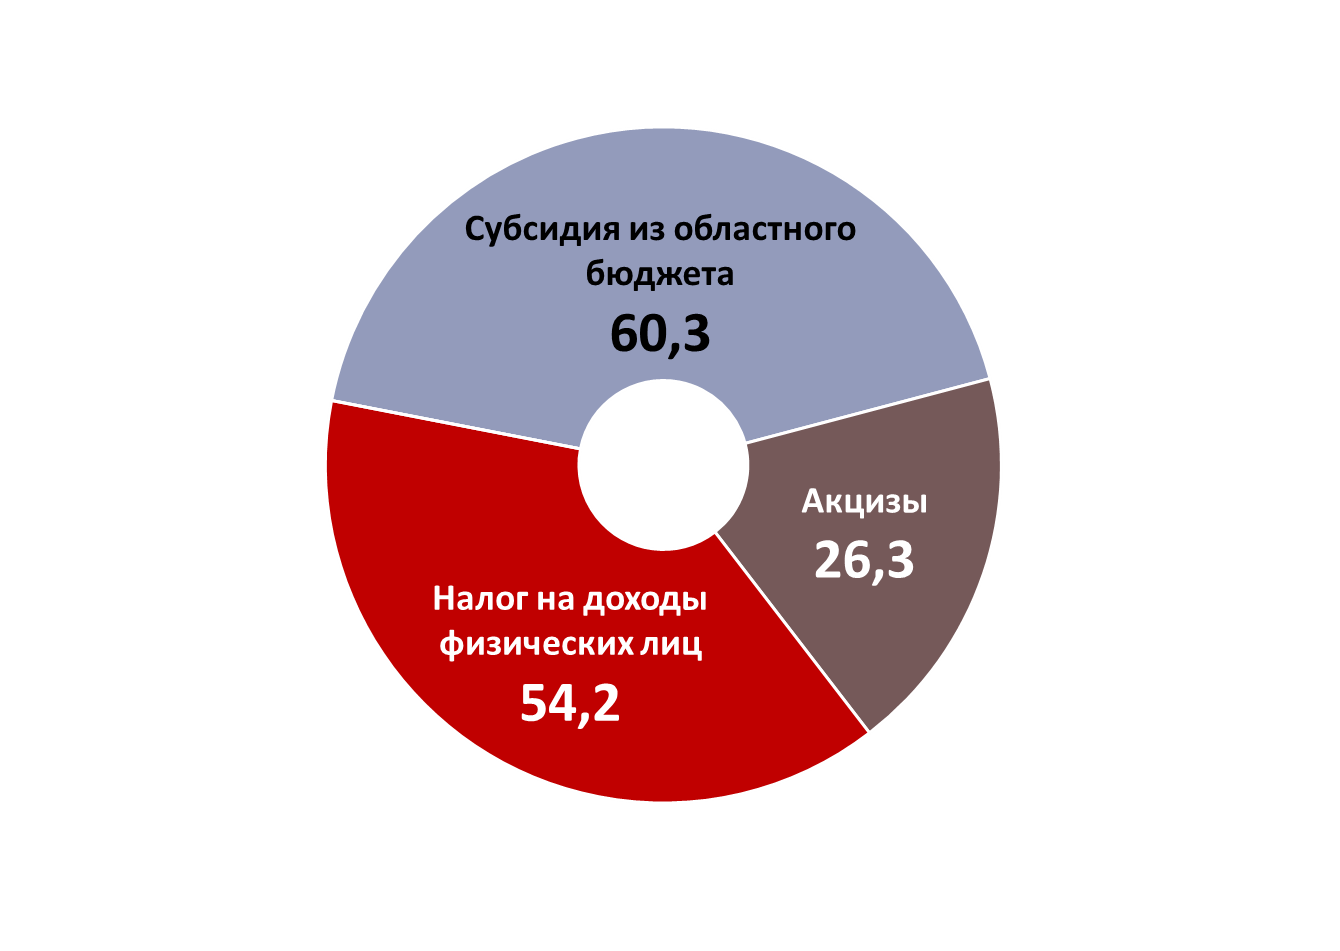 Субсидия из областного
бюджета
60,3
Акцизы
26,3
Налог на доходы
физических лиц
54,2